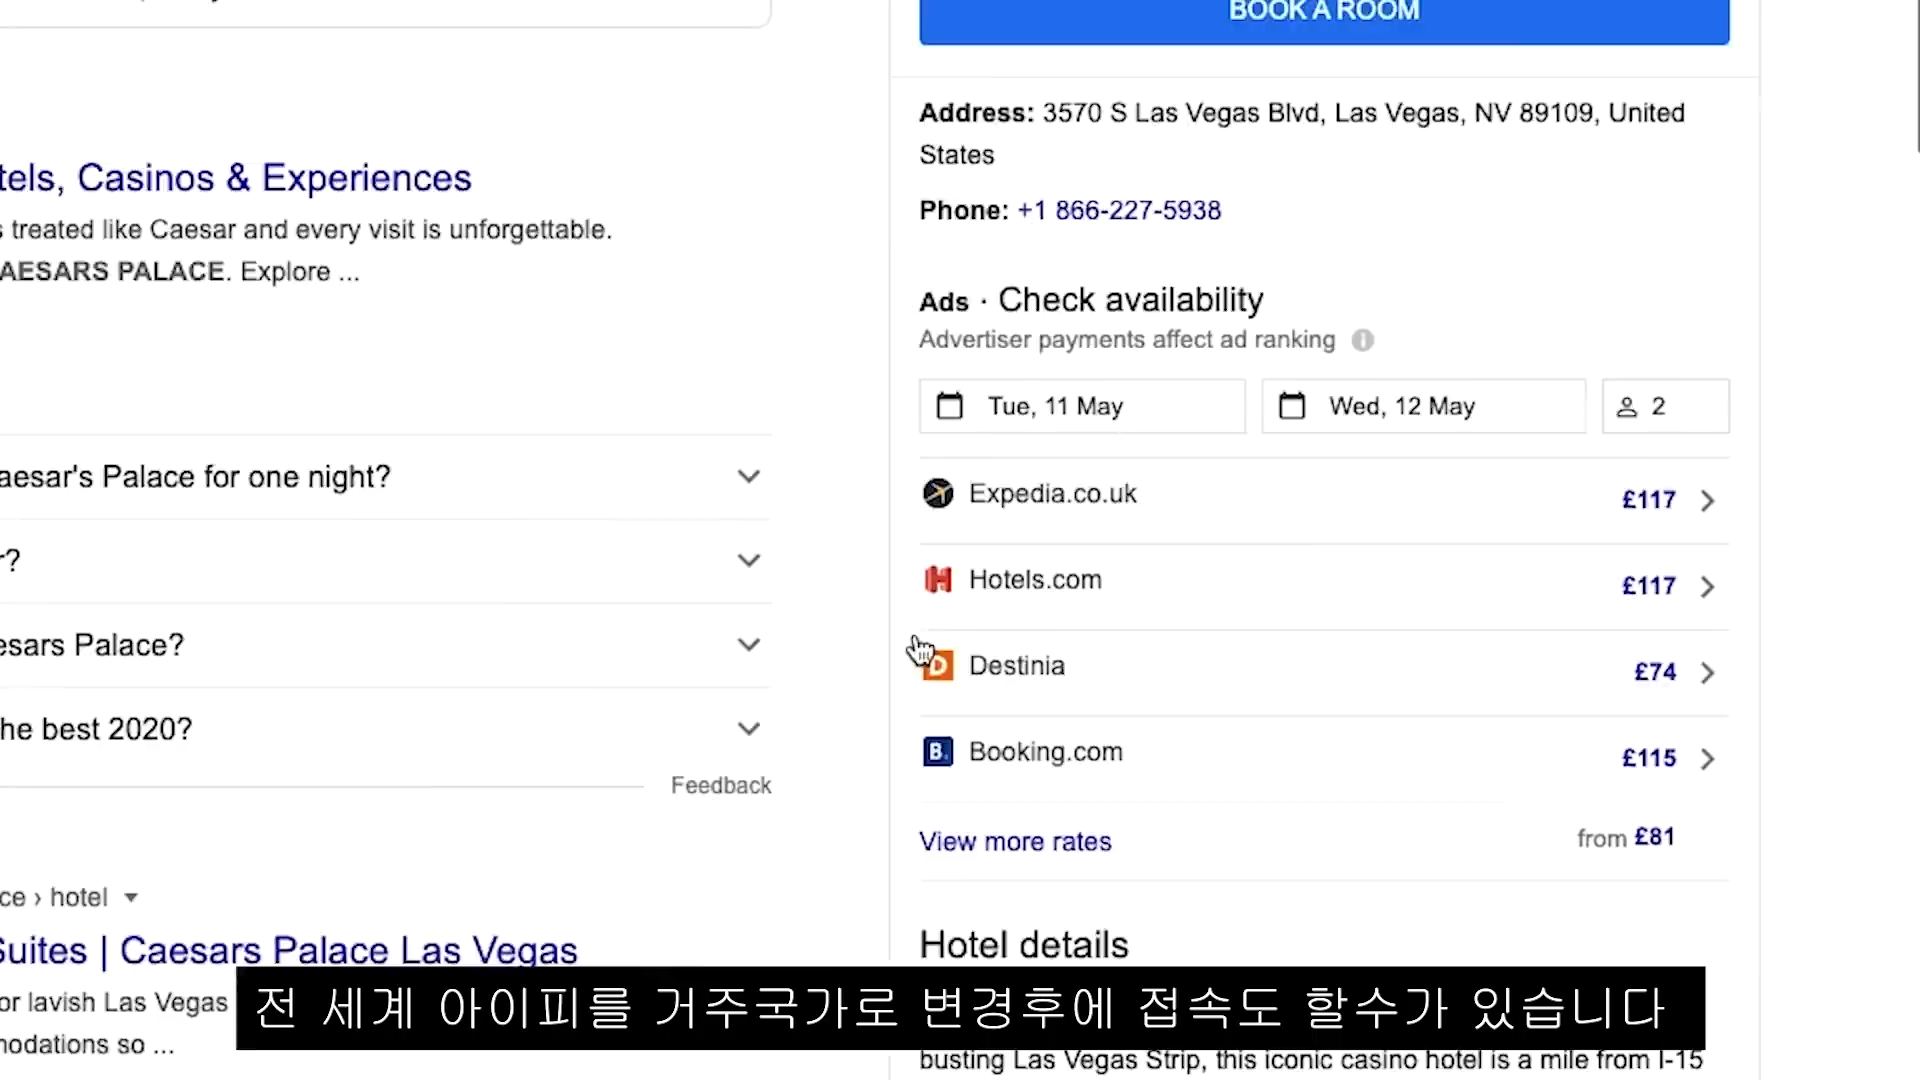 tels, Casinos & Experiences
s treated like Caesar and every visit is unforgettable.
AESARS PALACE. Explore ...
aesar's Palace for one night?
r?
esars Palace?
he best 2020?
Feedback
ce › hotel
Suites | Caesars Palace Las Vegas
or lavish Las Vegas
nodations so ...
BOOK A ROOM
Address: 3570 S Las Vegas Blvd, Las Vegas, NV 89109, United
States
Phone: +1 866-227-5938
Ads · Check availability
Advertiser payments affect ad ranking
Tue, 11 May Wed, 12 May 2
Expedia.co.uk £117
Hotels.com £117
Destinia £74
Booking.com £115
View more rates from £81
Hotel details
전 세계 아이피를 거주국가로 변경후에 접속도 할수가 있습니다
busting Las Vegas Strip, this iconic casino hotel is a mile from I-15